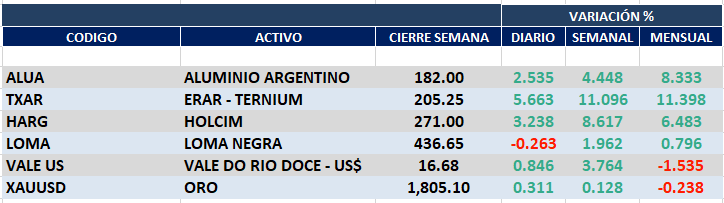 VARIACIÓN %
CODIGO ACTIVO CIERRE SEMANA DIARIO SEMANAL MENSUAL
ALUA ALUMINIO ARGENTINO 182.00 2.535 4.448 8.333
TXAR ERAR - TERNIUM 205.25 5.663 11.096 11.398
HARG HOLCIM 271.00 3.238 8.617 6.483
LOMA LOMA NEGRA 436.65 -0.263 1.962 0.796
VALE US VALE DO RIO DOCE - US$ 16.68 0.846 3.764 -1.535
XAUUSD ORO 1,805.10 0.311 0.128 -0.238